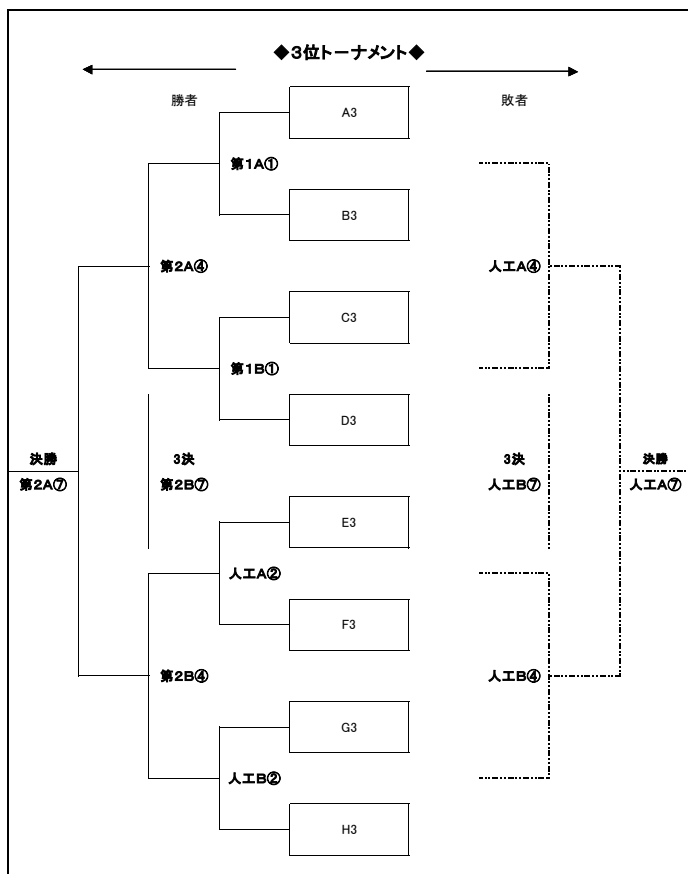 ◆3位トーナメント◆
勝者
敗者
A3
第1A①
B3
第2A④
人工A④
C3
第1B①
D3
決勝
3決
3決
決勝
第2A⑦
第2B⑦
人工B⑦
人工A⑦
E3
人工A②
F3
第2B④
人工B④
G3
人工B②
H3